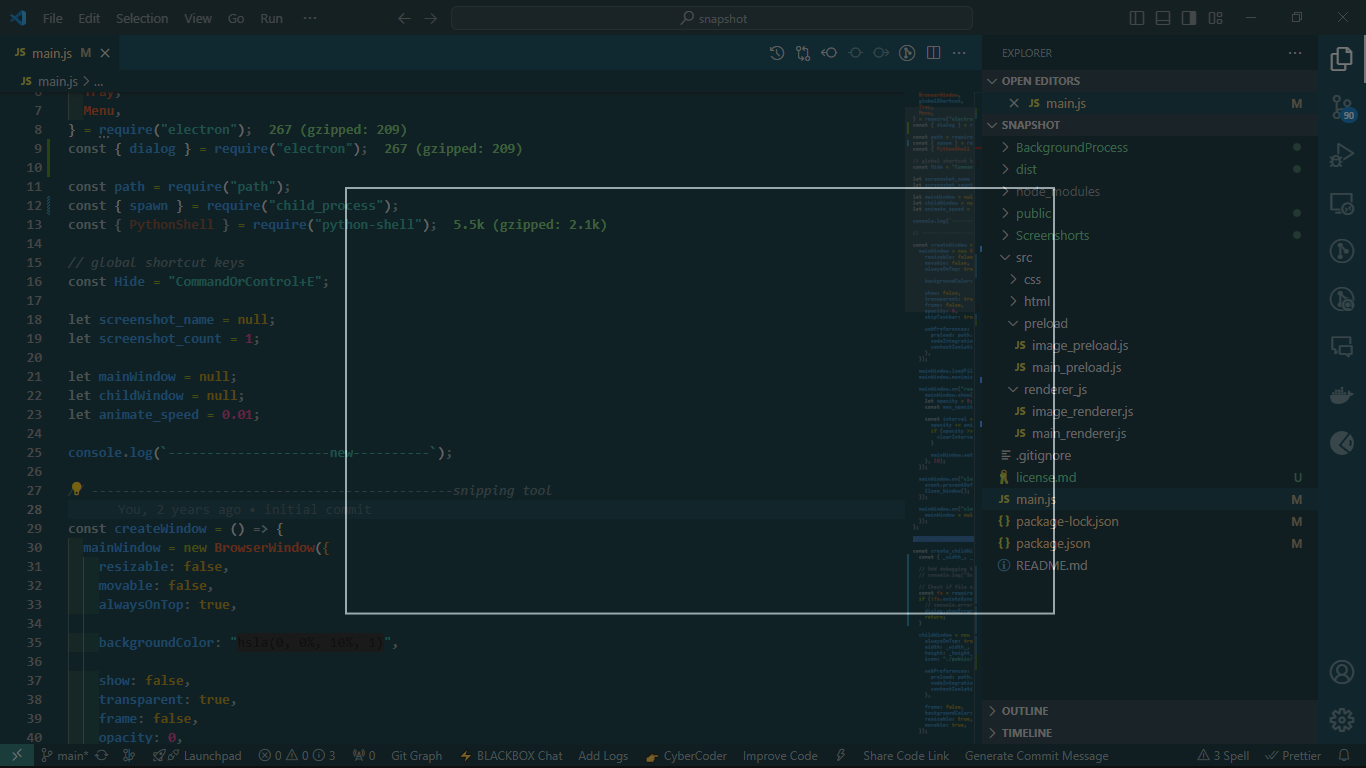 File Edit Selection View Go Run ···
snapshot
JS main.js M
JS main.js > ...
6 Tray,
7 Menu,
8 } = require("electron"); 267 (gzipped: 209)
9 const { dialog } = require("electron"); 267 (gzipped: 209)
10
11 const path = require("path");
12 const { spawn } = require("child_process");
13 const { PythonShell } = require("python-shell"); 5.5k (gzipped: 2.1k)
14
15 // global shortcut keys
16 const Hide = "CommandOrControl+E";
17
18 let screenshot_name = null;
19 let screenshot_count = 1;
20
21 let mainWindow = null;
22 let childWindow = null;
23 let animate_speed = 0.01;
24
25 console.log(`---------------------new----------`);
26
27 / -----------------------------------------------snipping tool
28 You, 2 years ago • initial commit
29 const createWindow = () => {
30 mainWindow = new BrowserWindow({
31 resizable: false,
32 movable: false,
33 alwaysOnTop: true,
34
35 backgroundColor: "hsla(0, 0%, 10%, 1)",
36
37 show: false,
38 transparent: true,
39 frame: false,
40 opacity: 0,
EXPLORER ···
OPEN EDITORS
JS main.js M
SNAPSHOT
BackgroundProcess
dist
node_modules
public
Screenshorts
src
css
html
preload
JS image_preload.js
JS main_preload.js
renderer_js
JS image_renderer.js
JS main_renderer.js
.gitignore
license.md U
JS main.js M
{} package-lock.json M
{} package.json M
README.md
OUTLINE
TIMELINE
90
main* Launchpad 0 0 3 0 Git Graph BLACKBOX Chat Add Logs CyberCoder Improve Code Share Code Link Generate Commit Message 3 Spell Prettier